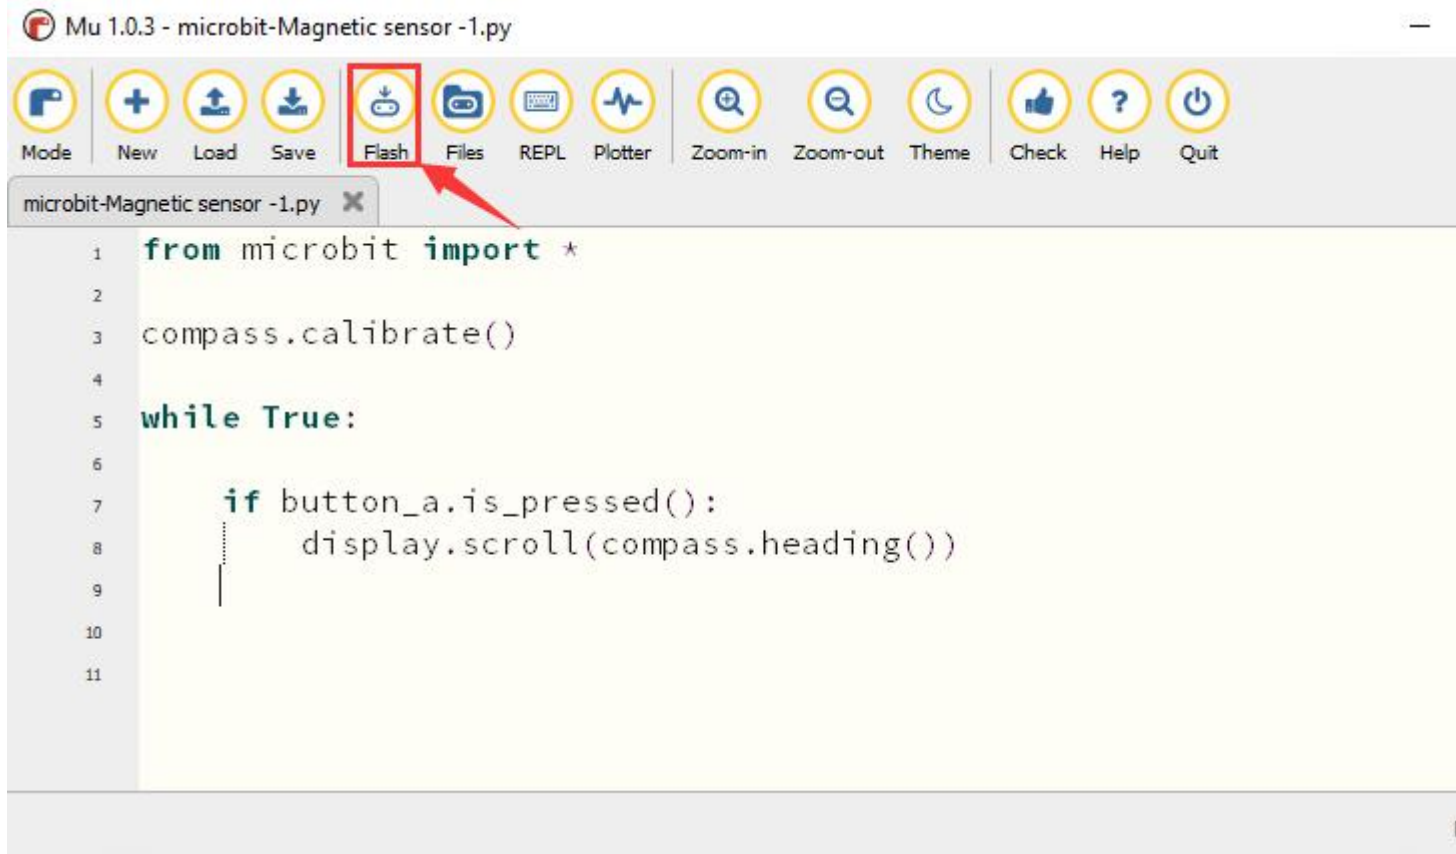 Mu 1.0.3 - microbit-Magnetic sensor -1.py
Mode New Load Save Flash Files REPL Plotter Zoom-in Zoom-out Theme Check Help Quit
microbit-Magnetic sensor -1.py
1 from microbit import *
2
3 compass.calibrate()
4
5 while True:
6
7 if button_a.is_pressed():
8 display.scroll(compass.heading())
9
10
11